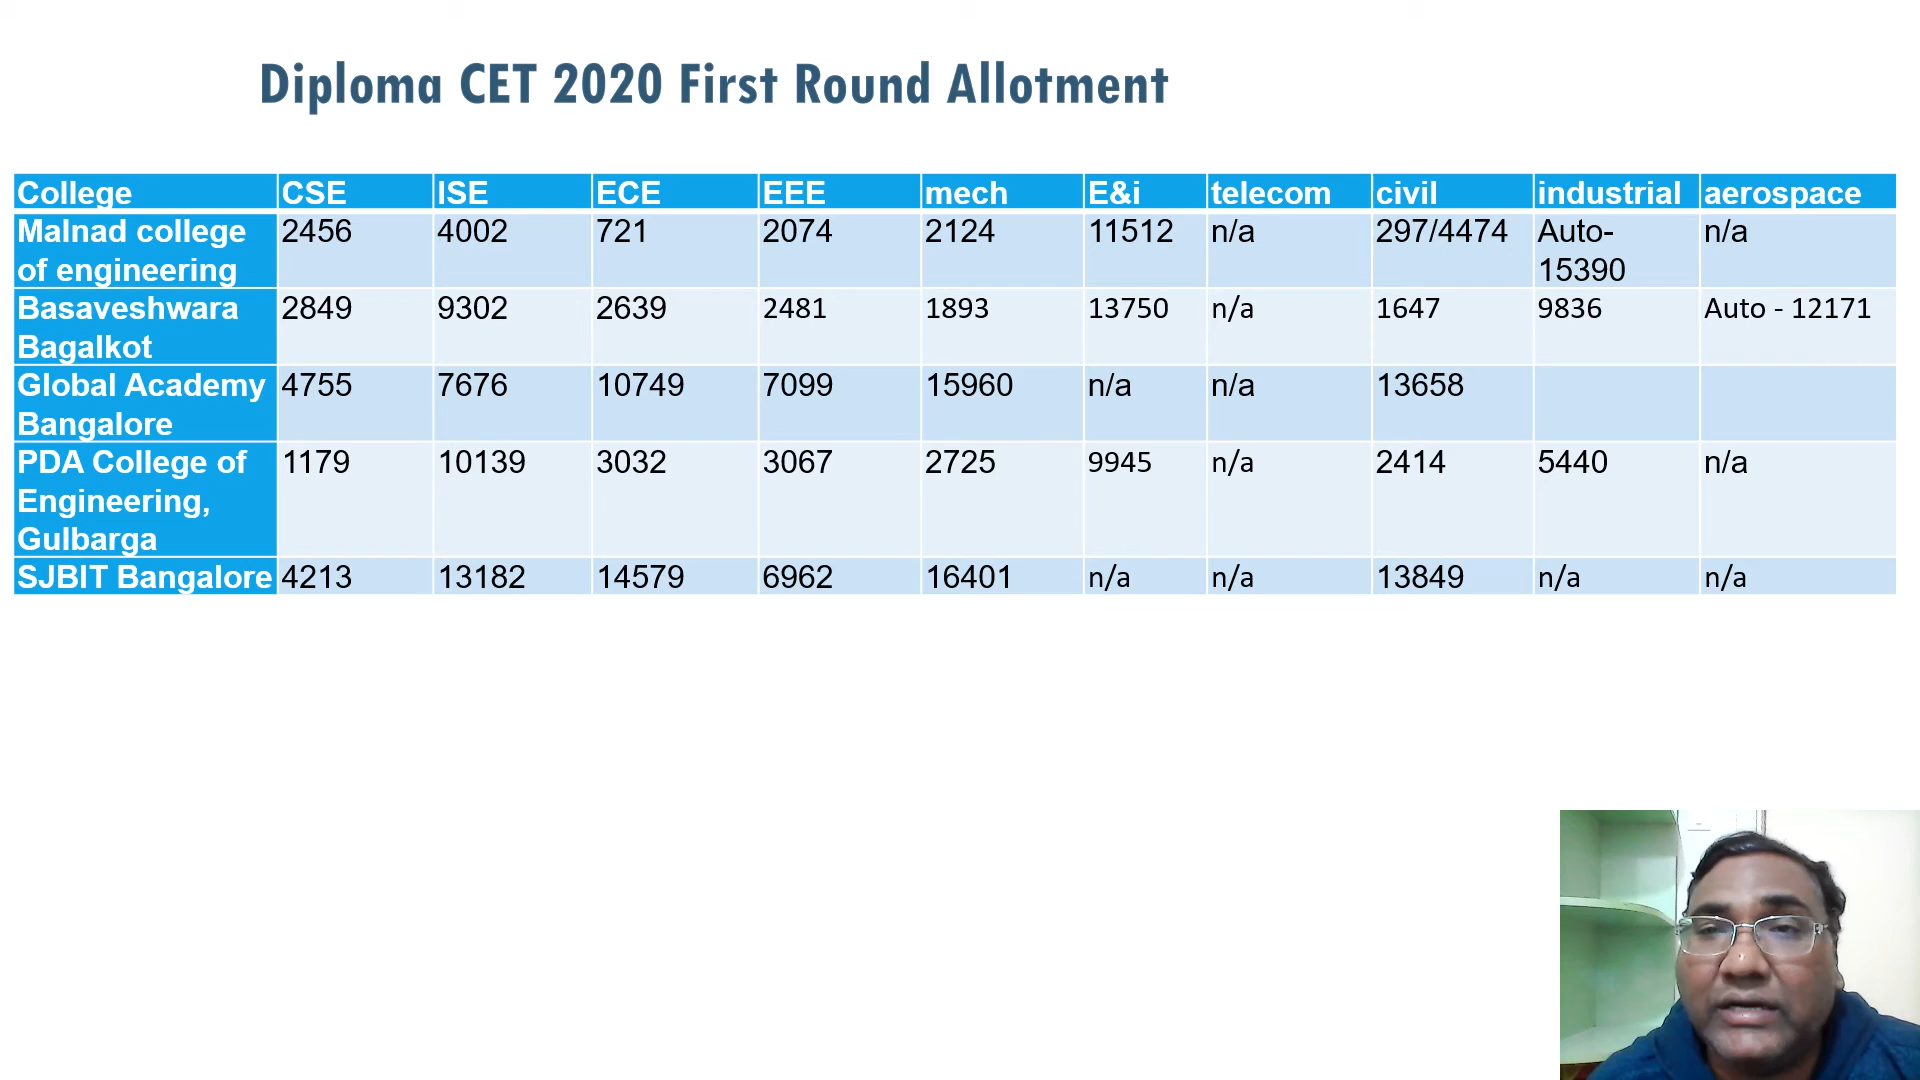 Diploma CET 2020 First Round Allotment
College CSE ISE ECE EEE mech E&i telecom civil industrial aerospace
Malnad college of engineering 2456 4002 721 2074 2124 11512 n/a 297/4474 Auto-15390 n/a
Basaveshwara Bagalkot 2849 9302 2639 2481 1893 13750 n/a 1647 9836 Auto - 12171
Global Academy Bangalore 4755 7676 10749 7099 15960 n/a n/a 13658
PDA College of Engineering, Gulbarga 1179 10139 3032 3067 2725 9945 n/a 2414 5440 n/a
SJBIT Bangalore 4213 13182 14579 6962 16401 n/a n/a 13849 n/a n/a